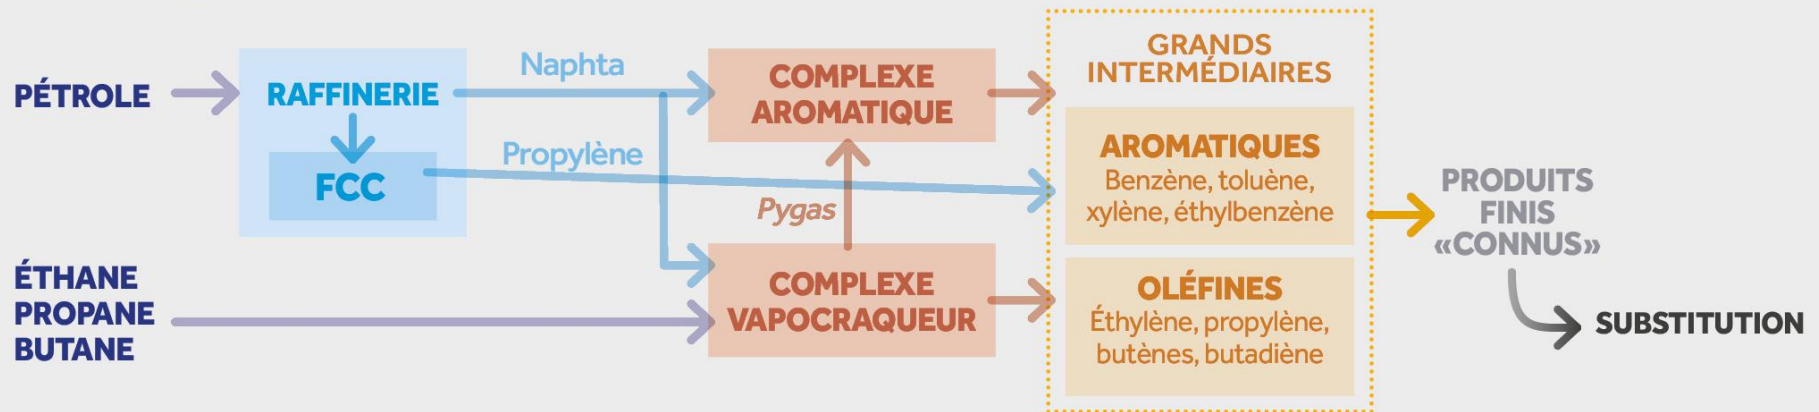 PÉTROLE
RAFFINERIE
FCC
Naphta
Propylène
ÉTHANE
PROPANE
BUTANE
COMPLEXE
AROMATIQUE
Pygas
COMPLEXE
VAPOCRAQUEUR
GRANDS
INTERMÉDIAIRES
AROMATIQUES
Benzène, toluène,
xylène, éthylbenzène
OLÉFINES
Éthylène, propylène,
butènes, butadiène
PRODUITS
FINIS
«CONNUS»
SUBSTITUTION